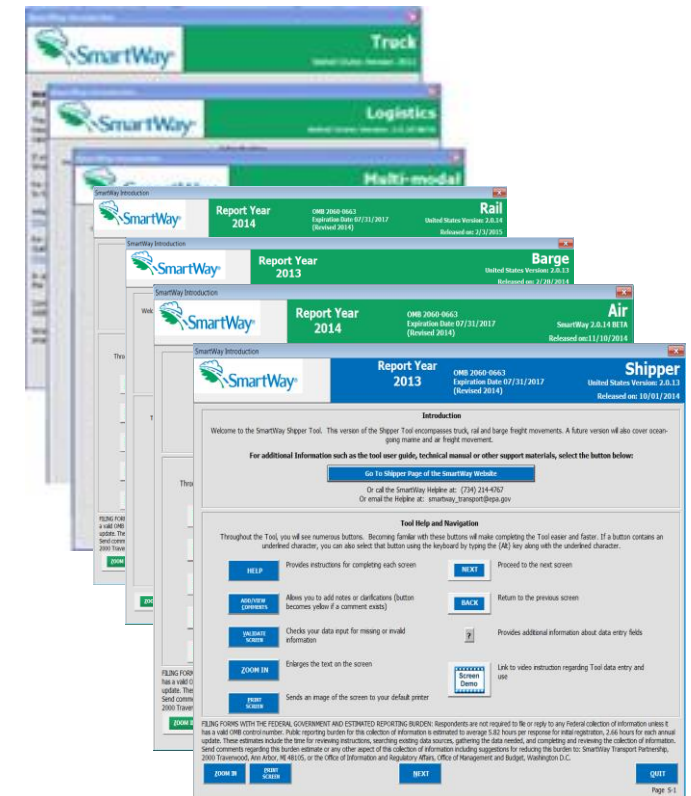 SmartWay
Truck
SmartWay
Logistics
SmartWay
Multi-modal
SmartWay Introduction
SmartWay
Report Year
2014
OMB 2060-0663
Expiration Date 07/31/2017
(Revised 2014)
Rail
United States Version: 2.0.14
Released on: 2/3/2015
SmartWay Introduction
SmartWay
Report Year
2013
Barge
United States Version: 2.0.13
Released on: 2/20/2014
SmartWay Introduction
SmartWay
Report Year
2014
OMB 2060-0663
Expiration Date 07/31/2017
(Revised 2014)
Air
SmartWay 2.0.14 BETA
Released on:11/10/2014
SmartWay Introduction
SmartWay
Report Year
2013
OMB 2060-0663
Expiration Date 07/31/2017
(Revised 2014)
Shipper
United States Version: 2.0.13
Released on: 10/01/2014
Introduction
Welcome to the SmartWay Shipper Tool. This version of the Shipper Tool encompasses truck, rail and barge freight movements. A future version will also cover ocean-
going marine and air freight movement.
For additional Information such as the tool user guide, technical manual or other support materials, select the button below:
Go To Shipper Page of the SmartWay Website
Or call the SmartWay Helpline at: (734) 214-4767
Or email the Helpline at: smartway_transport@epa.gov
Tool Help and Navigation
Throughout the Tool, you will see numerous buttons. Becoming familar with these buttons will make completing the Tool easier and faster. If a button contains an
underlined character, you can also select that button using the keyboard by typing the (Alt) key along with the underlined character.
HELP
Provides instructions for completing each screen
NEXT
Proceed to the next screen
ADD/VIEW
COMMENTS
Allows you to add notes or clarifications (button
becomes yellow if a comment exists)
BACK
Return to the previous screen
VALIDATE
SCREEN
Checks your data input for missing or invalid
information
?
Provides additional information about data entry fields
ZOOM IN
Enlarges the text on the screen
Screen
Demo
Link to video instruction regarding Tool data entry and
use
PRINT
SCREEN
Sends an image of the screen to your default printer
FILING FORMS WITH THE FEDERAL GOVERNMENT AND ESTIMATED REPORTING BURDEN: Respondents are not required to file or reply to any Federal collection of information unless it
has a valid OMB control number. Public reporting burden for this collection of information is estimated to average 5.82 hours per response for initial registration, 2.66 hours for each annual
update. These estimates include the time for reviewing instructions, searching existing data sources, gathering the data needed, and completing and reviewing the collection of information.
Send comments regarding this burden estimate or any other aspect of this collection of information including suggestions for reducing this burden to: SmartWay Transport Partnership,
2000 Traverwood, Ann Arbor, MI 48105, or the Office of Information and Regulatory Affairs, Office of Management and Budget, Washington D.C.
ZOOM IN
PRINT
SCREEN
NEXT
QUIT
Page S-1